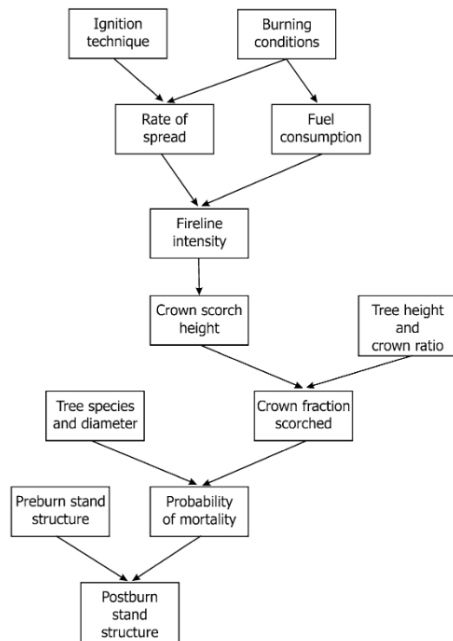 Ignition
technique
Burning
conditions
Rate of
spread
Fuel
consumption
Fireline
intensity
Crown scorch
height
Tree height
and
crown ratio
Tree species
and diameter
Crown fraction
scorched
Preburn stand
structure
Probability
of mortality
Postburn
stand
structure